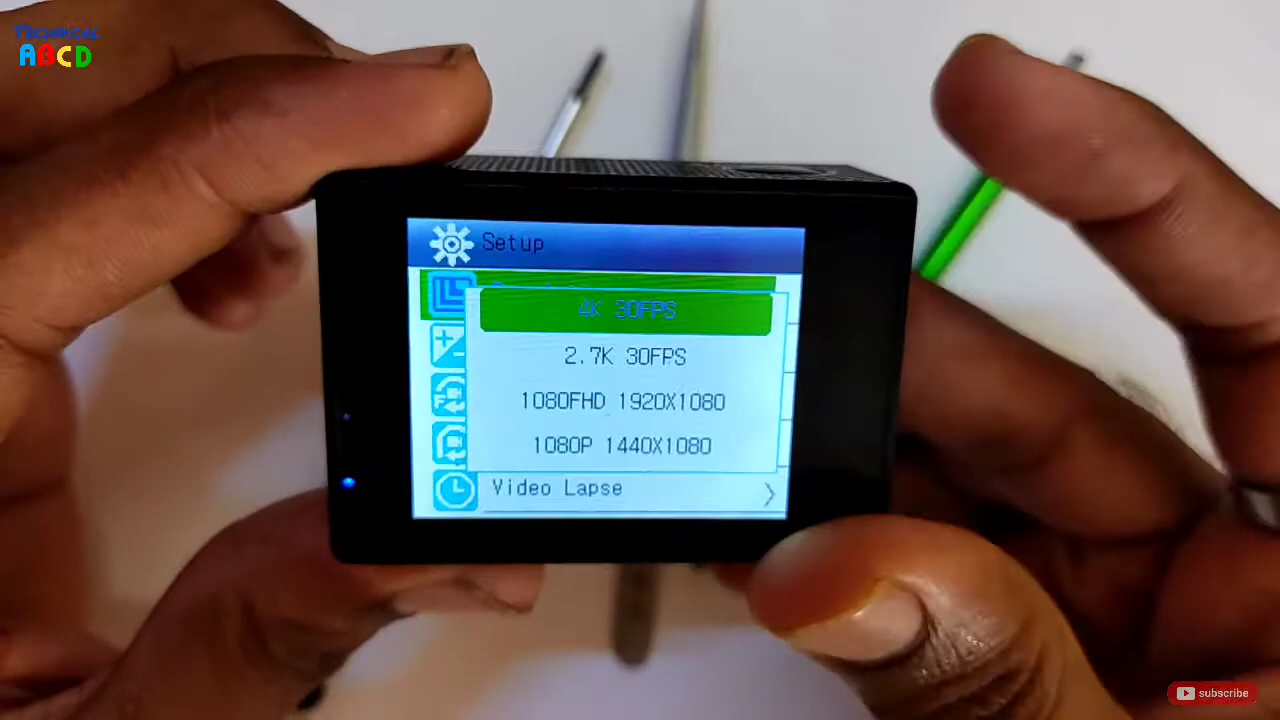 TECHNICAL
ABCD
Setup
4K 30FPS
2.7K 30FPS
1080FHD 1920X1080
1080P 1440X1080
Video Lapse
subscribe